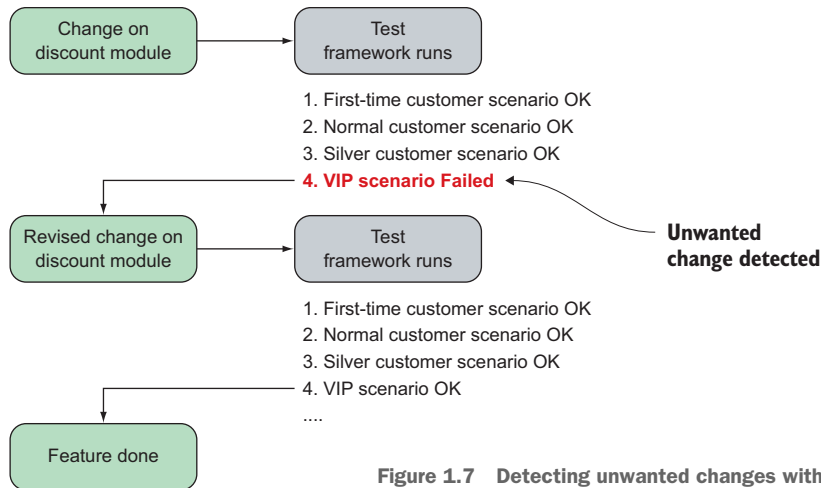 Change on
discount module
Test
framework runs
1. First-time customer scenario OK
2. Normal customer scenario OK
3. Silver customer scenario OK
4. VIP scenario Failed
Unwanted
change detected
Revised change on
discount module
Test
framework runs
1. First-time customer scenario OK
2. Normal customer scenario OK
3. Silver customer scenario OK
4. VIP scenario OK
....
Feature done
Figure 1.7 Detecting unwanted changes with